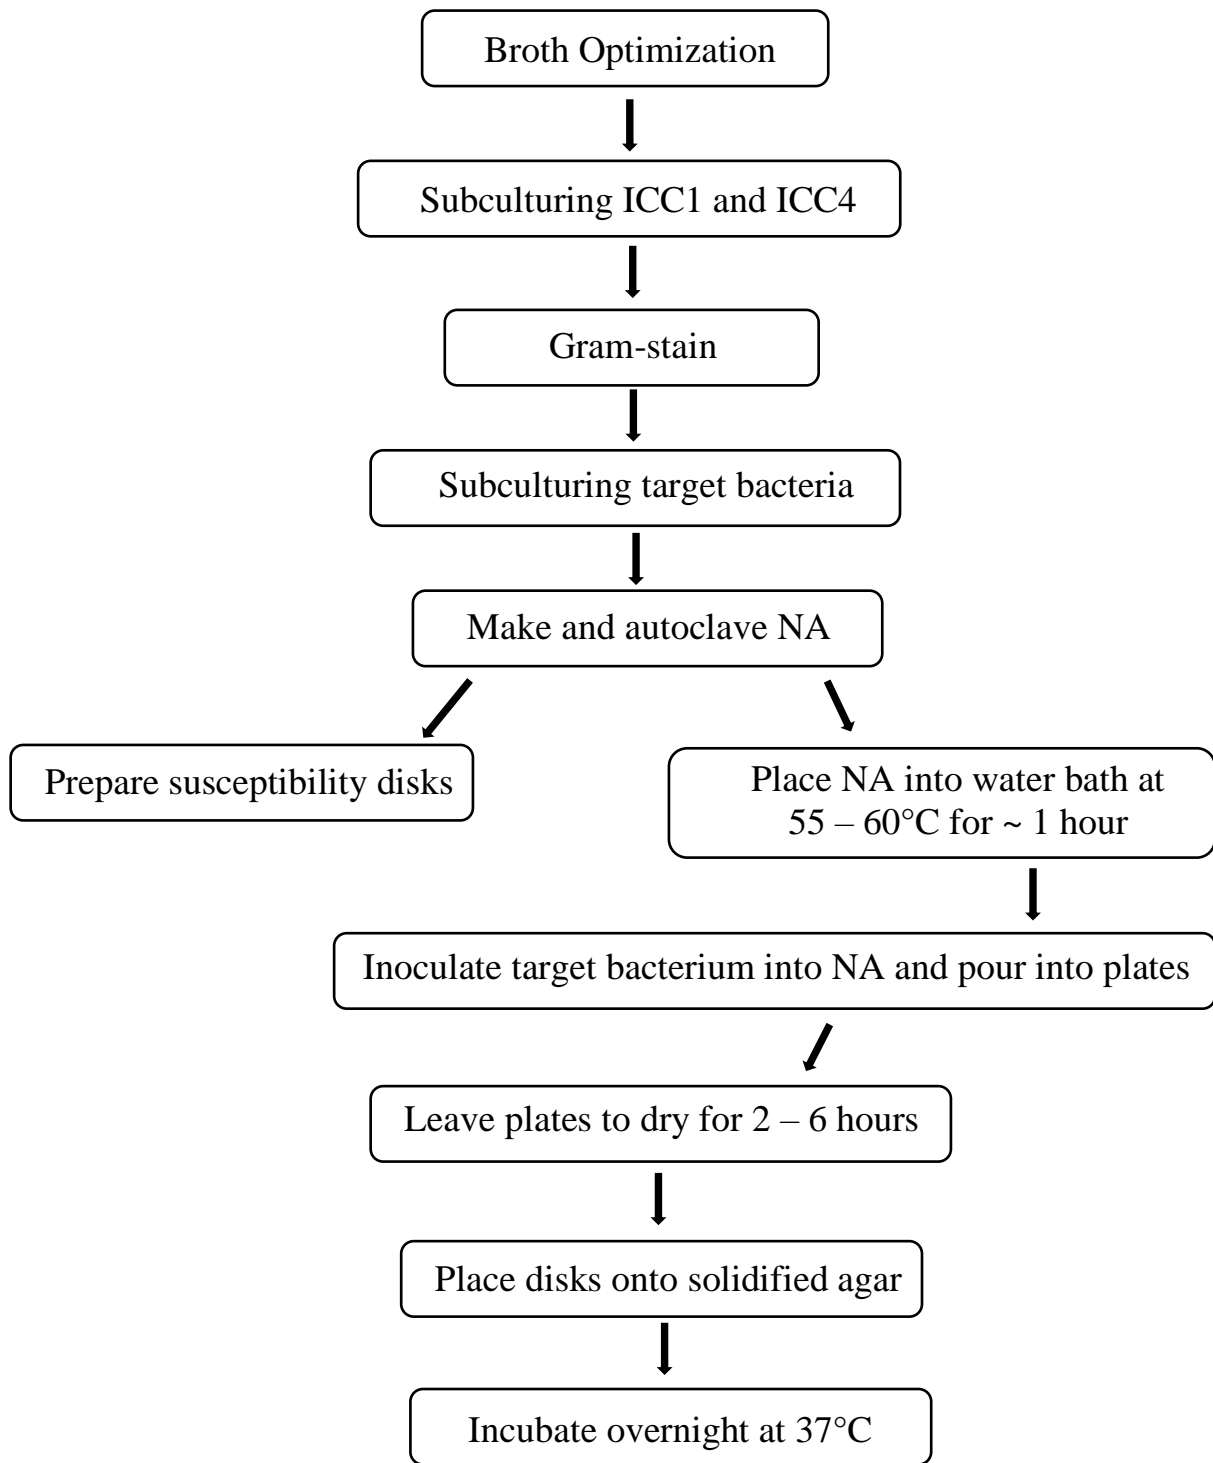 Broth Optimization
Subculturing ICC1 and ICC4
Gram-stain
Subculturing target bacteria
Make and autoclave NA
Prepare susceptibility disks
Place NA into water bath at
55 – 60°C for ~ 1 hour
Inoculate target bacterium into NA and pour into plates
Leave plates to dry for 2 – 6 hours
Place disks onto solidified agar
Incubate overnight at 37°C